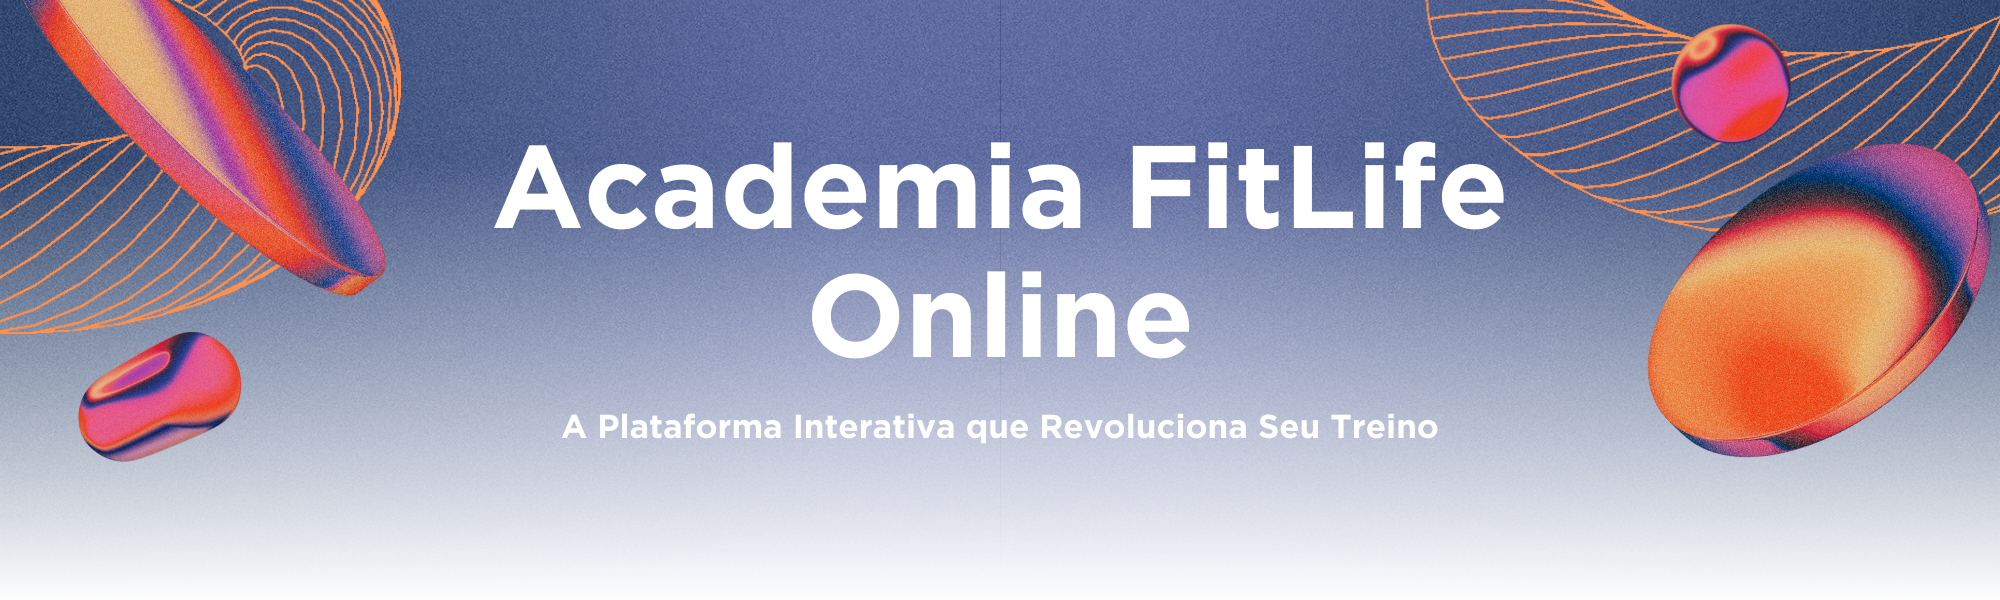 Academia FitLife
Online
A Plataforma Interativa que Revoluciona Seu Treino